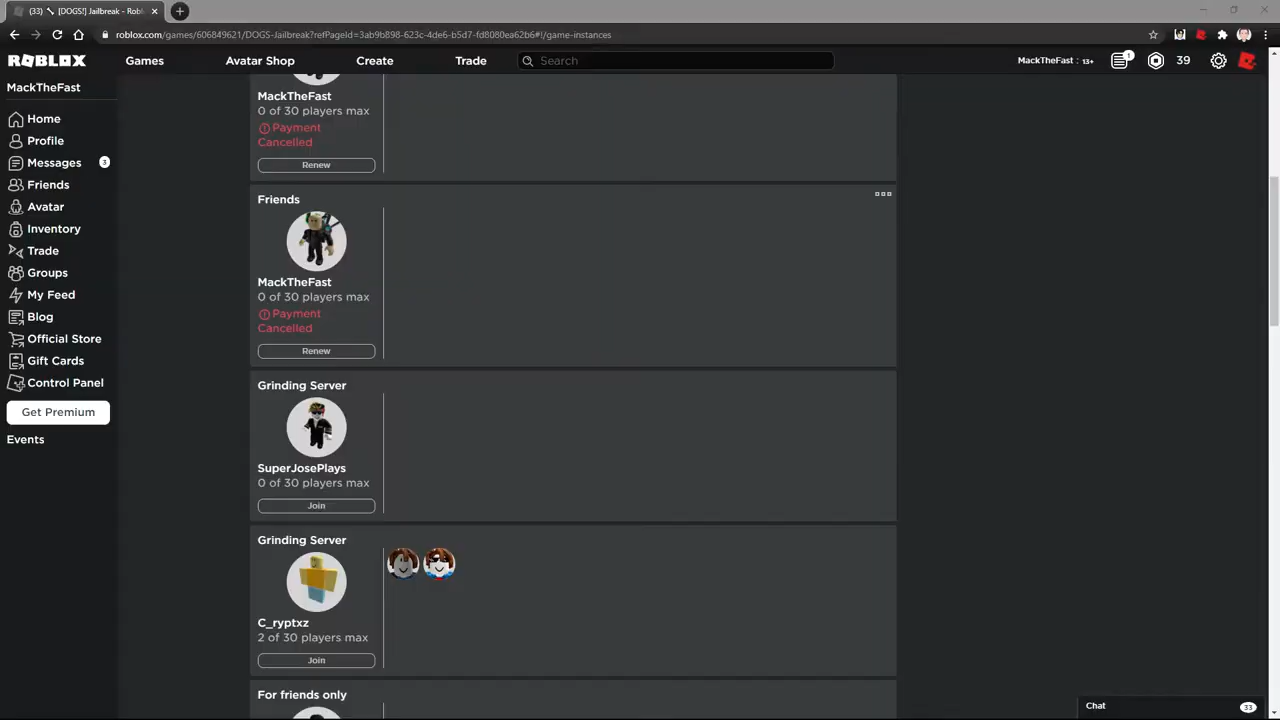 (33) [DOGS!] Jailbreak - Rob
roblox.com/games/606849621/DOGS-Jailbreak?refPageId=3ab9b898-623c-4de6-b5d7-fd8080ea62b6#!/game-instances
ROBLOX
Games
Avatar Shop
Create
Trade
Search
MackTheFast : 13+
1
39
MackTheFast
Home
Profile
Messages 3
Friends
Avatar
Inventory
Trade
Groups
My Feed
Blog
Official Store
Gift Cards
Control Panel
Get Premium
Events
MackTheFast
0 of 30 players max
Payment
Cancelled
Renew
Friends
MackTheFast
0 of 30 players max
Payment
Cancelled
Renew
Grinding Server
SuperJosePlays
0 of 30 players max
Join
Grinding Server
C_ryptxz
2 of 30 players max
Join
For friends only
Chat 33